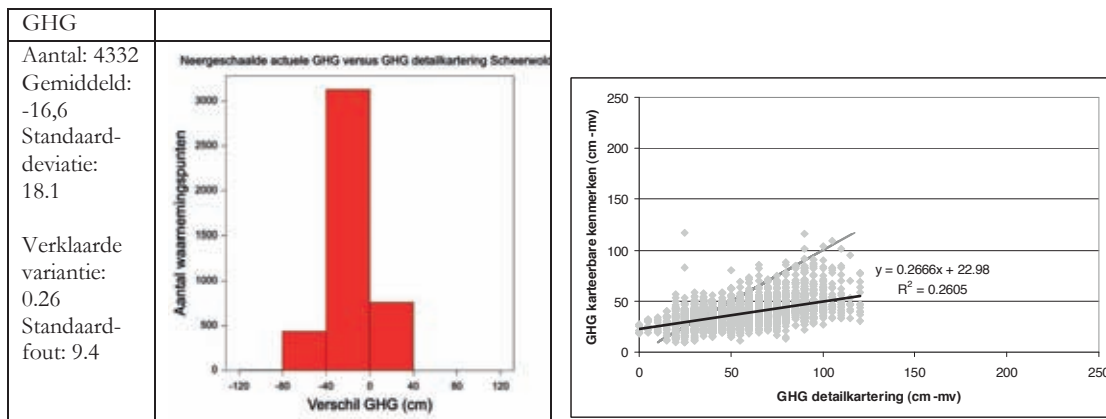 GHG
Aantal: 4332
Gemiddeld:
-16,6
Standaard-
deviatie:
18.1
Verklaarde
variantie:
0.26
Standaard-
fout: 9.4
Neergeschaalde actuele GHG versus GHG detailkartering Scheerwold
Aantal waarnemingspunten
3000
2500
2000
1500
1000
500
0
-120 -80 -40 0 40 80 120
Verschil GHG (cm)
GHG karteerbare kenmerken (cm -mv)
250
200
150
100
50
0
y = 0.2666x + 22.98
R² = 0.2605
0 50 100 150 200 250
GHG detailkartering (cm -mv)